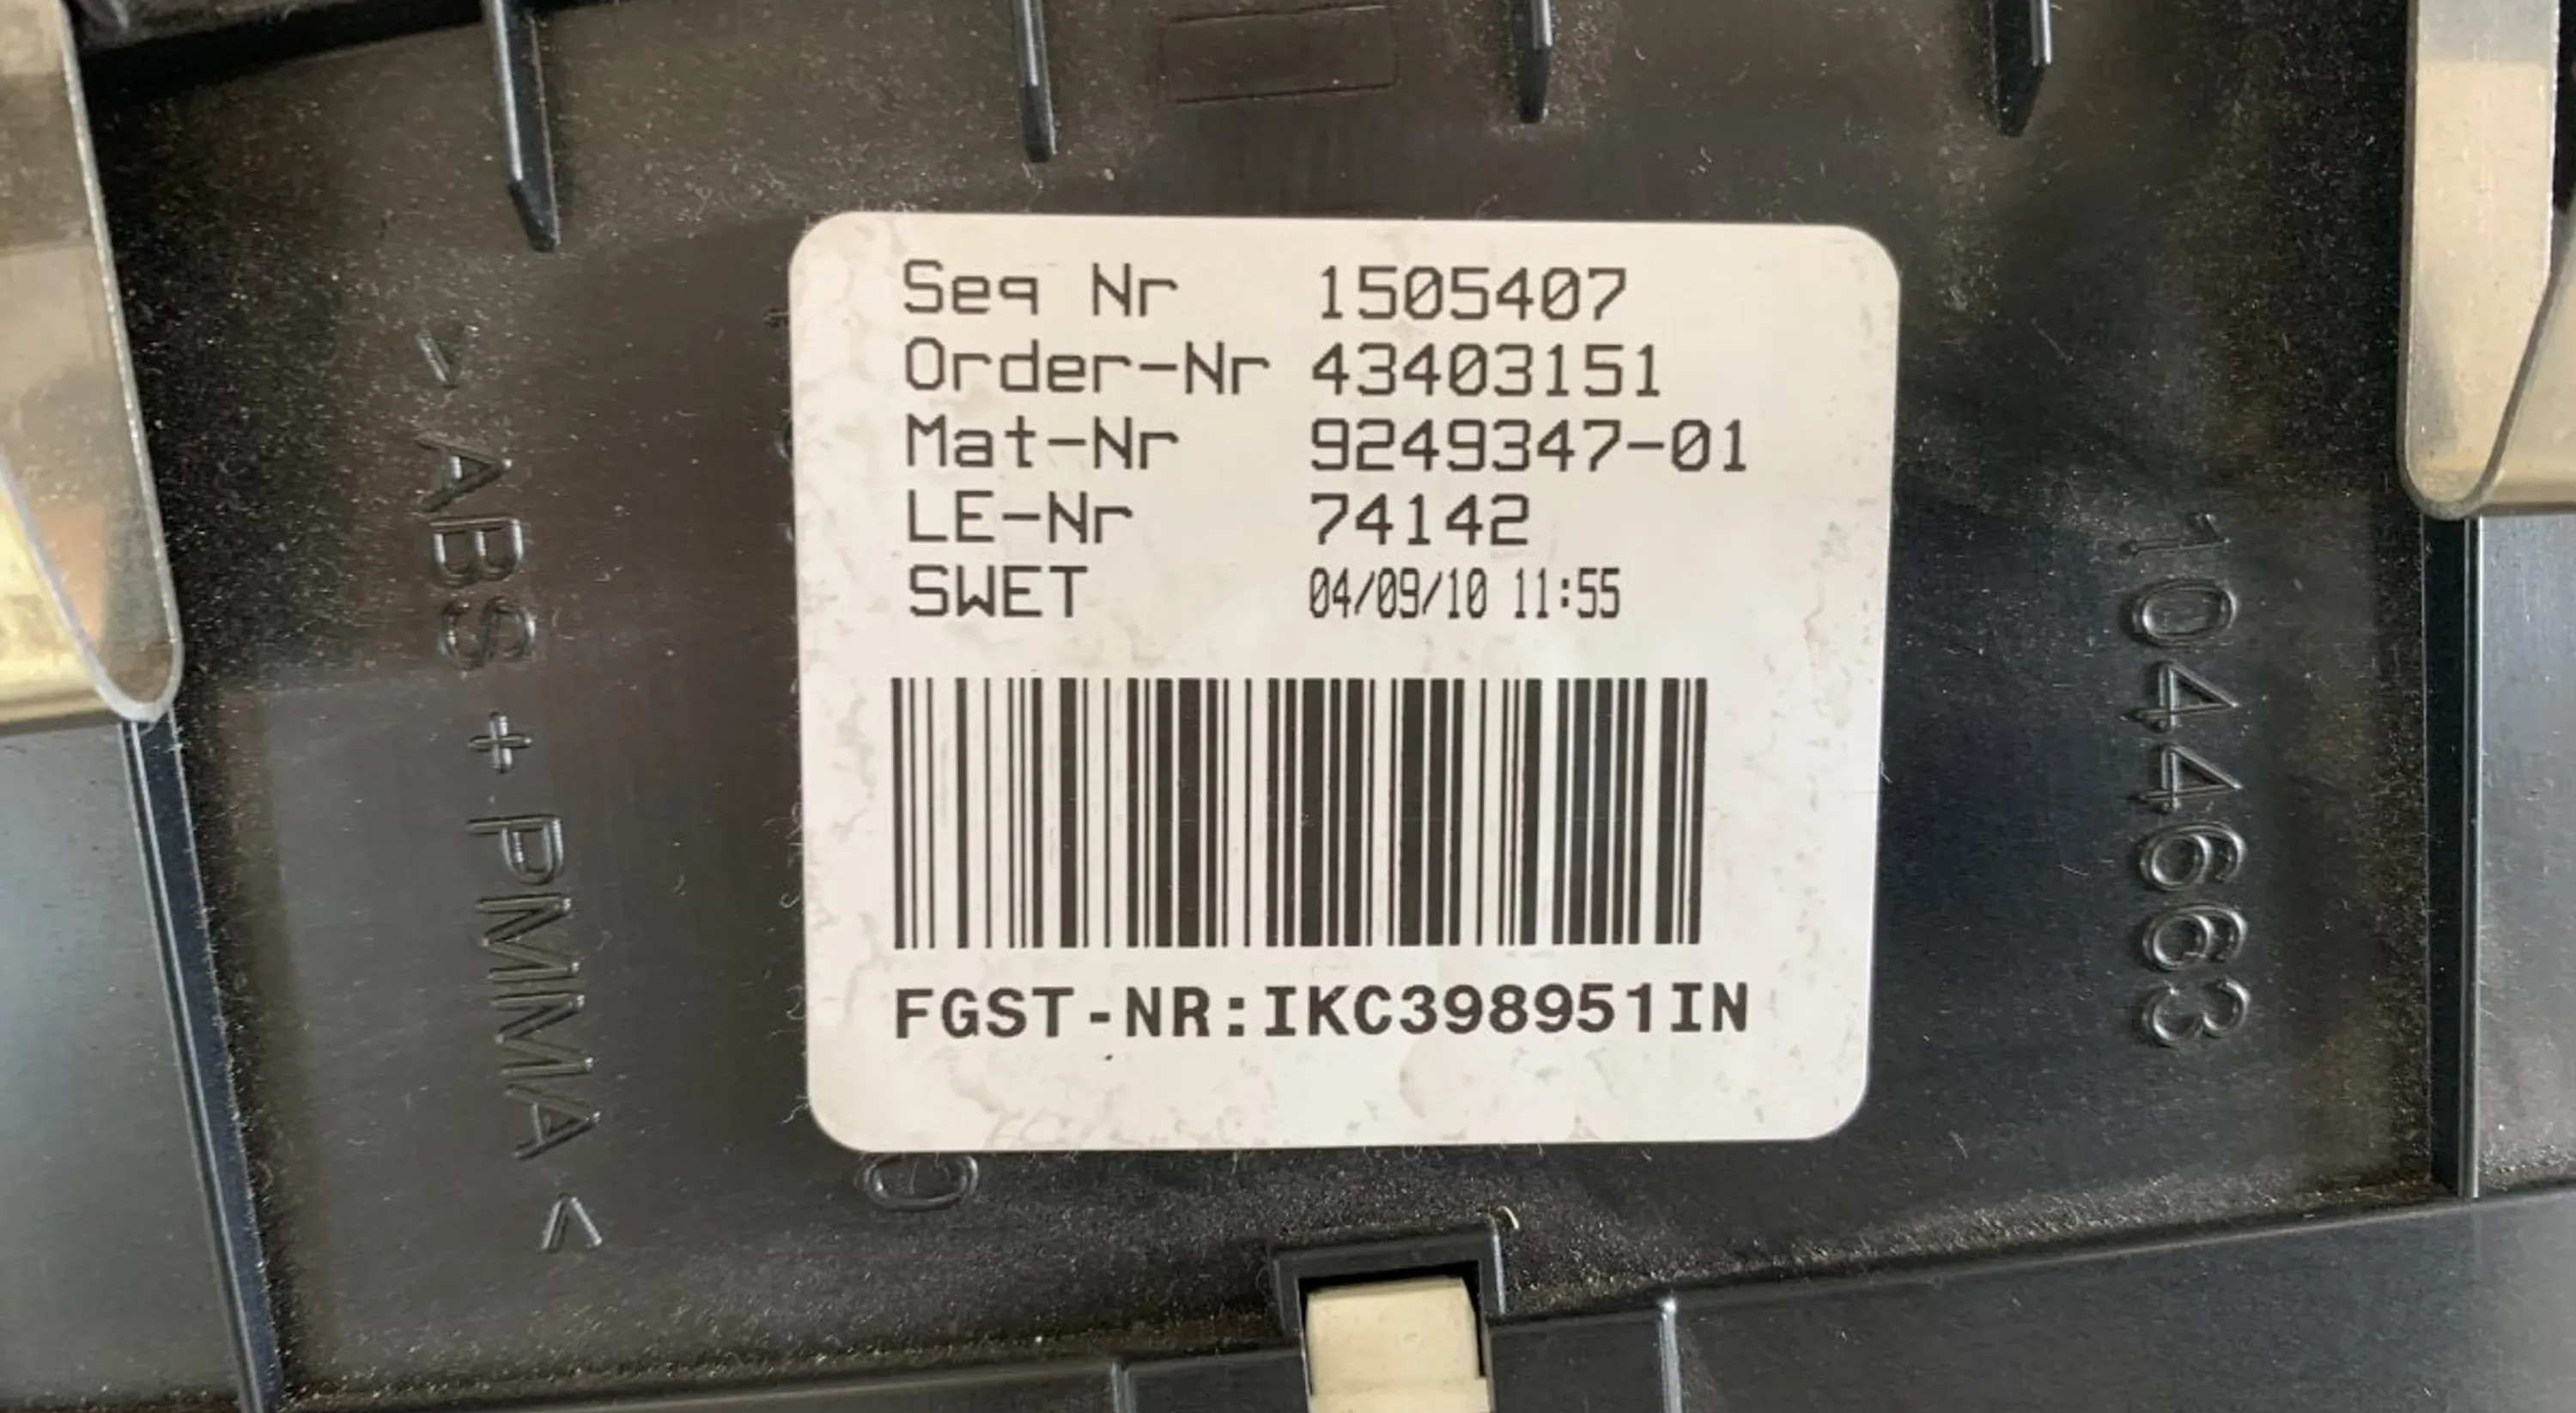 Seq Nr 1505407
Order-Nr 43403151
Mat-Nr 9249347-01
LE-Nr 74142
SWET 04/09/10 11:55
FGST-NR:IKC398951IN
>ABS+PMMA<
1044663